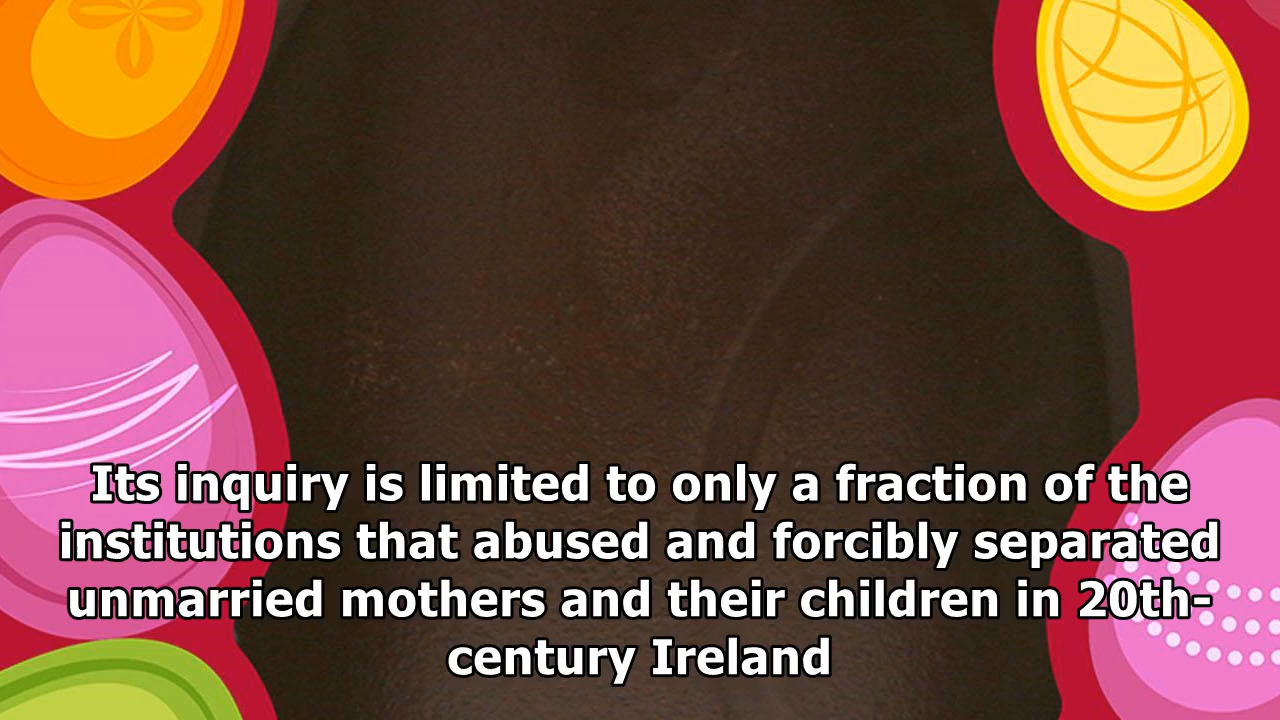 Its inquiry is limited to only a fraction of the
institutions that abused and forcibly separated
unmarried mothers and their children in 20th-
century Ireland